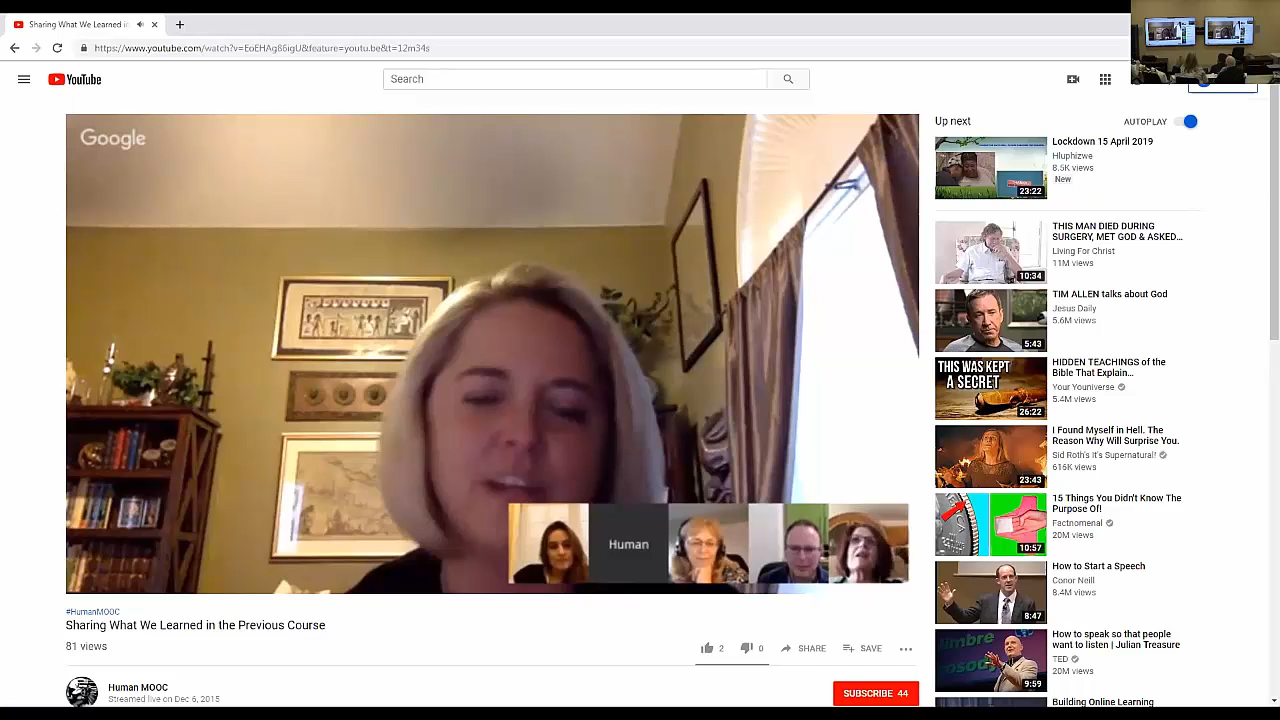 Sharing What We Learned in
https://www.youtube.com/watch?v=EoEHAg86igU&feature=youtu.be&t=12m34s
YouTube
Search
Google
Human
#HumanMOOC
Sharing What We Learned in the Previous Course
81 views
2
0
SHARE
SAVE
Human MOOC
Streamed live on Dec 6, 2015
SUBSCRIBE 44
Up next
AUTOPLAY
Lockdown 15 April 2019
Hluphizwe
8.5K views
New
23:22
THIS MAN DIED DURING
SURGERY, MET GOD & ASKED...
Living For Christ
11M views
10:34
TIM ALLEN talks about God
Jesus Daily
5.6M views
5:43
THIS WAS KEPT
A SECRET
HIDDEN TEACHINGS of the
Bible That Explain...
Your Youniverse
5.4M views
26:22
I Found Myself in Hell. The
Reason Why Will Surprise You.
Sid Roth's It's Supernatural!
616K views
23:43
15 Things You Didn't Know The
Purpose Of!
Factnomenal
20M views
10:57
How to Start a Speech
Conor Neill
8.4M views
8:47
How to speak so that people
want to listen | Julian Treasure
TED
20M views
9:59
Building Online Learning